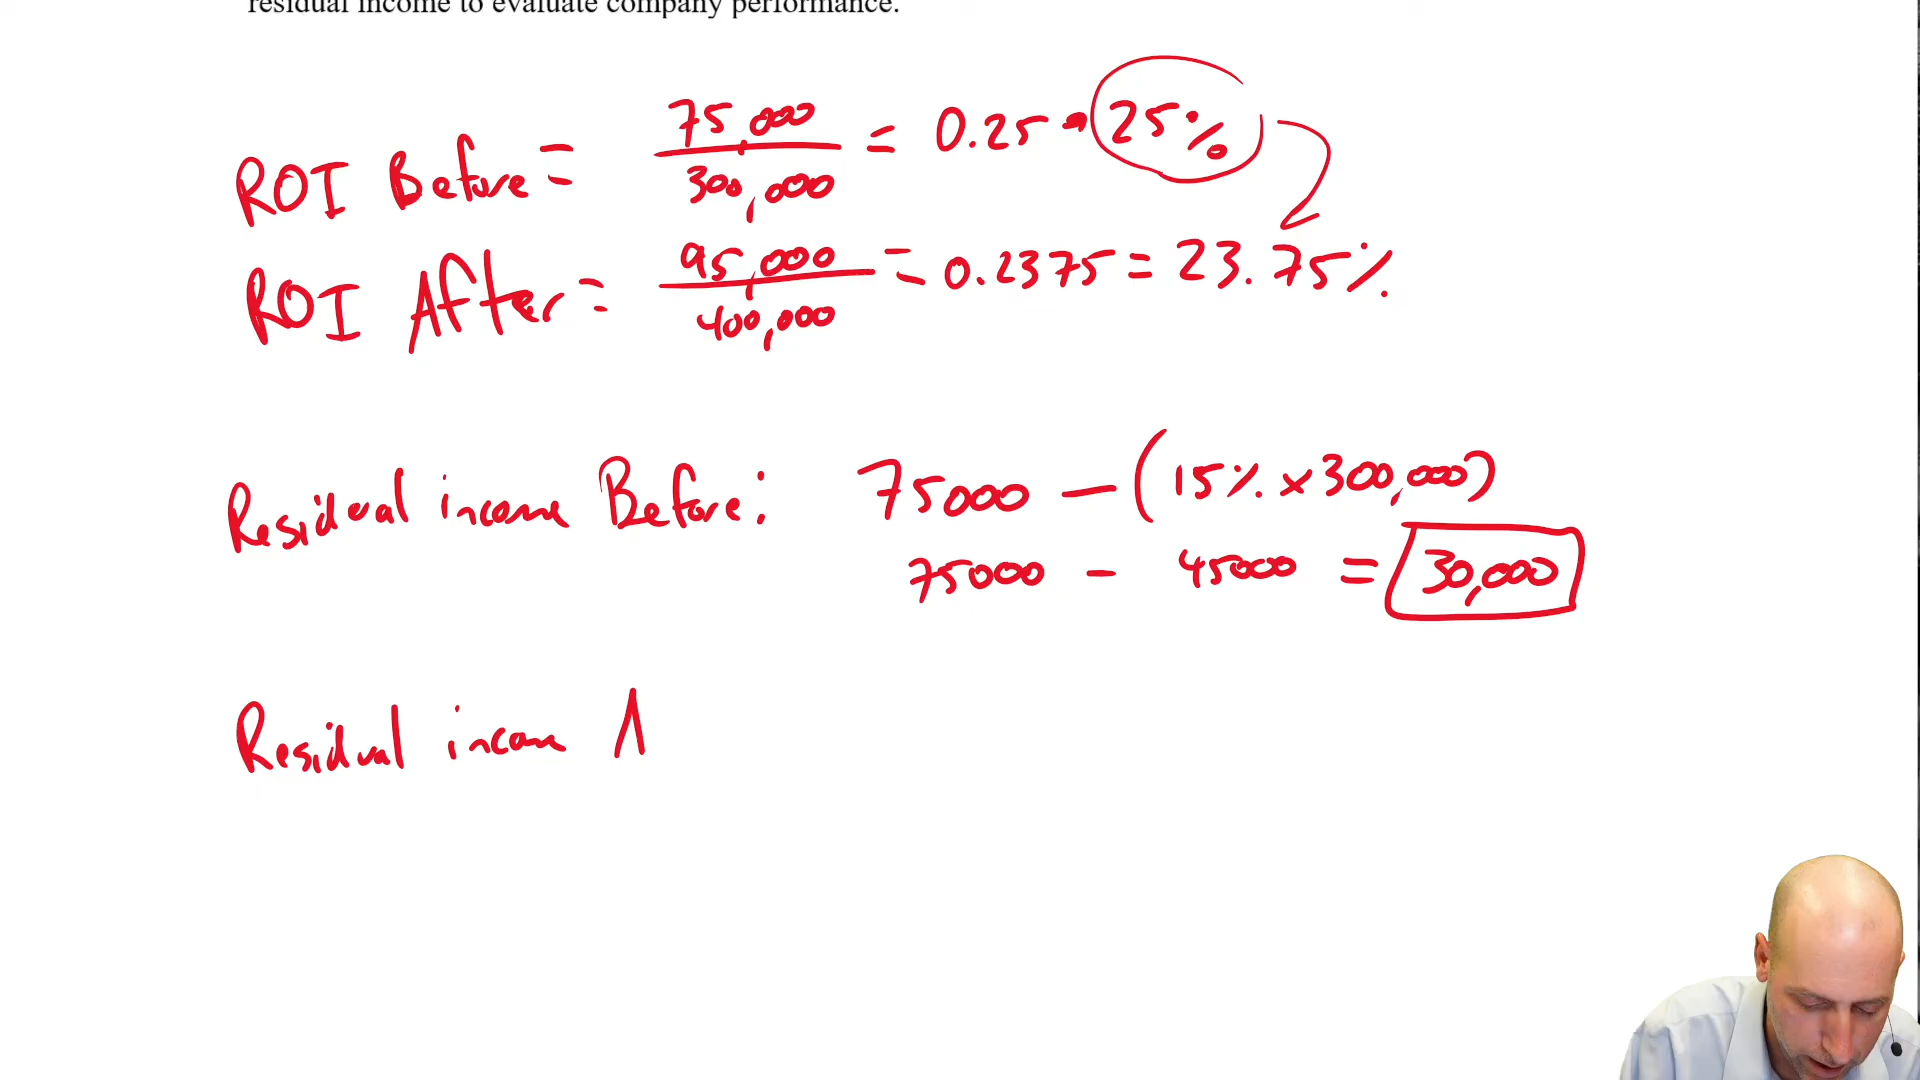 residual income to evaluate company performance.
ROI Before = 75,000 / 300,000 = 0.25 • 25%
ROI After = 95,000 / 400,000 = 0.2375 = 23.75%
Residual income Before: 75000 — (15% x 300,000)
75000 - 45000 = 30,000
Residual income A